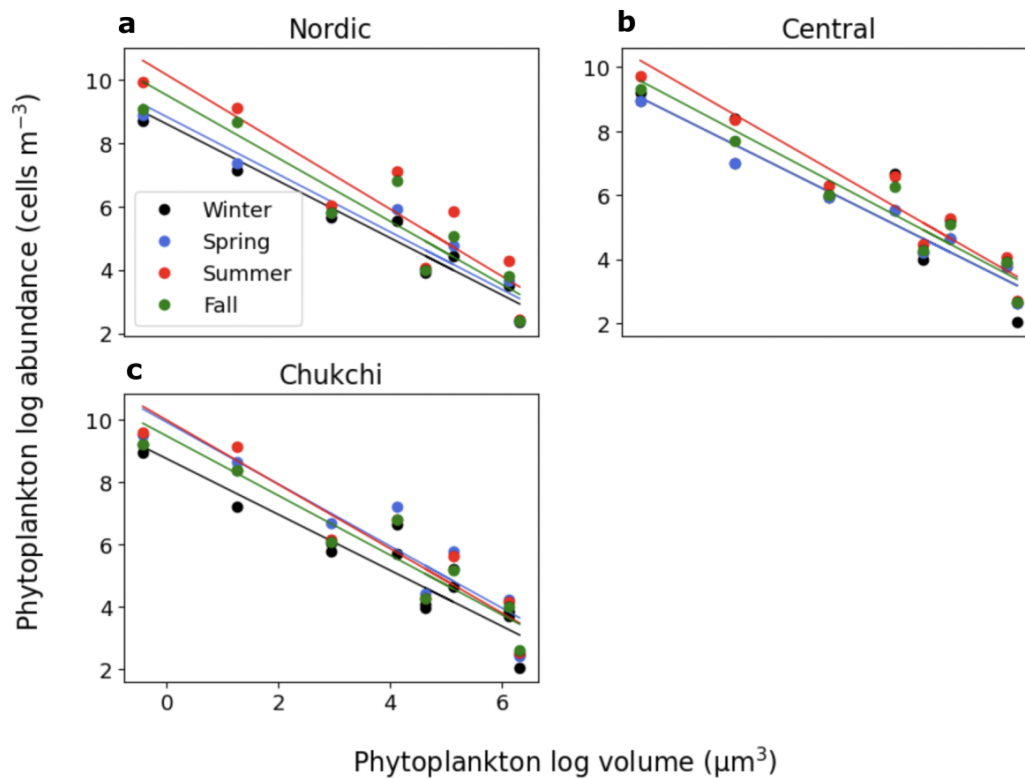 a
Nordic
b
Central
Phytoplankton log abundance (cells m⁻³)
10
8
6
4
2
Winter
Spring
Summer
Fall
10
8
6
4
2
c
Chukchi
10
8
6
4
2
0 2 4 6
Phytoplankton log volume (μm³)